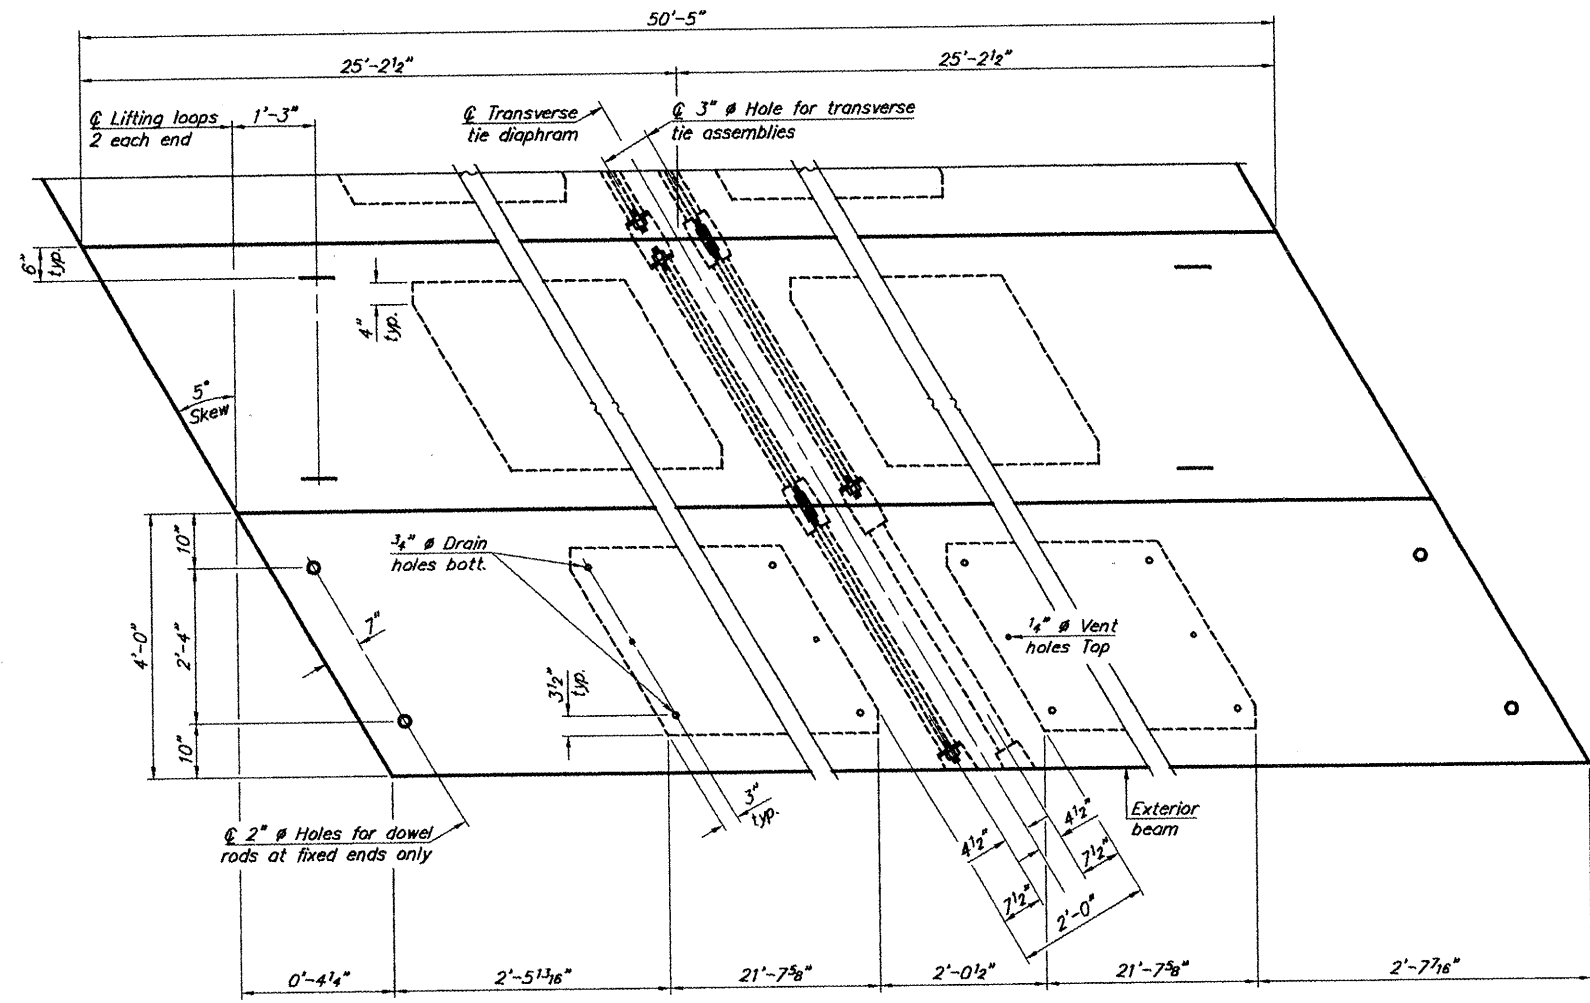 50'-5"
25'-2½"
25'-2½"
℄ Lifting loops
2 each end
1'-3"
℄ Transverse
tie diaphram
℄ 3" ø Hole for transverse
tie assemblies
6"
typ.
4"
typ.
5°
Skew
10"
2'-4"
10"
4'-0"
7"
¾" ø Drain
holes bott.
3½"
typ.
¼" ø Vent
holes Top
3"
typ.
℄ 2" ø Holes for dowel
rods at fixed ends only
Exterior
beam
4½"
7½"
4½"
7½"
2'-0"
0'-4¼"
2'-5¹³⁄₁₆"
21'-7⅝"
2'-0½"
21'-7⅝"
2'-7⁷⁄₁₆"